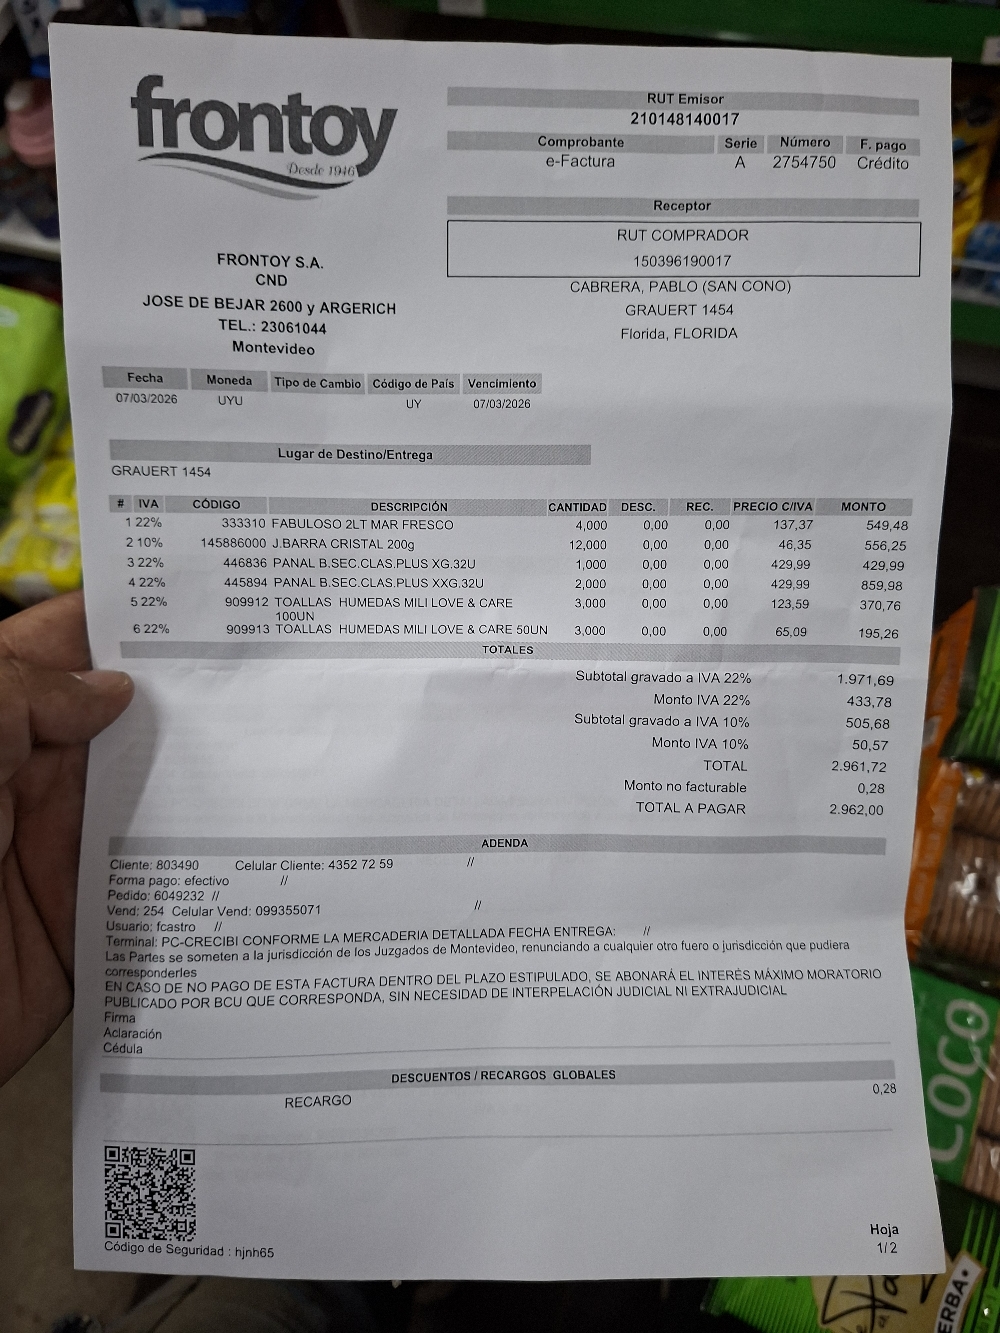 frontoy
Desde 1946
RUT Emisor
210148140017
Comprobante Serie Número F. pago
e-Factura A 2754750 Crédito
Receptor
RUT COMPRADOR
150396190017
CABRERA, PABLO (SAN CONO)
GRAUERT 1454
Florida, FLORIDA
FRONTOY S.A.
CND
JOSE DE BEJAR 2600 y ARGERICH
TEL.: 23061044
Montevideo
Fecha Moneda Tipo de Cambio Código de País Vencimiento
07/03/2026 UYU UY 07/03/2026
Lugar de Destino/Entrega
GRAUERT 1454
# IVA CÓDIGO DESCRIPCIÓN CANTIDAD DESC. REC. PRECIO C/IVA MONTO
1 22% 333310 FABULOSO 2LT MAR FRESCO 4,000 0,00 0,00 137,37 549,48
2 10% 145886000 J.BARRA CRISTAL 200g 12,000 0,00 0,00 46,35 556,25
3 22% 446836 PANAL B.SEC.CLAS.PLUS XG.32U 1,000 0,00 0,00 429,99 429,99
4 22% 445894 PANAL B.SEC.CLAS.PLUS XXG.32U 2,000 0,00 0,00 429,99 859,98
5 22% 909912 TOALLAS HUMEDAS MILI LOVE & CARE 3,000 0,00 0,00 123,59 370,76
100UN
6 22% 909913 TOALLAS HUMEDAS MILI LOVE & CARE 50UN 3,000 0,00 0,00 65,09 195,26
TOTALES
Subtotal gravado a IVA 22% 1.971,69
Monto IVA 22% 433,78
Subtotal gravado a IVA 10% 505,68
Monto IVA 10% 50,57
TOTAL 2.961,72
Monto no facturable 0,28
TOTAL A PAGAR 2.962,00
ADENDA
Cliente: 803490 Celular Cliente: 4352 72 59 //
Forma pago: efectivo //
Pedido: 6049232 //
Vend: 254 Celular Vend: 099355071 //
Usuario: fcastro //
Terminal: PC-CRECIBI CONFORME LA MERCADERIA DETALLADA FECHA ENTREGA: //
Las Partes se someten a la jurisdicción de los Juzgados de Montevideo, renunciando a cualquier otro fuero o jurisdicción que pudiera
corresponderles
EN CASO DE NO PAGO DE ESTA FACTURA DENTRO DEL PLAZO ESTIPULADO, SE ABONARÁ EL INTERÉS MÁXIMO MORATORIO
PUBLICADO POR BCU QUE CORRESPONDA, SIN NECESIDAD DE INTERPELACIÓN JUDICIAL NI EXTRAJUDICIAL
Firma
Aclaración
Cédula
DESCUENTOS / RECARGOS GLOBALES
RECARGO 0,28
Código de Seguridad : hjnh65
Hoja
1/2
COCO
ERBA